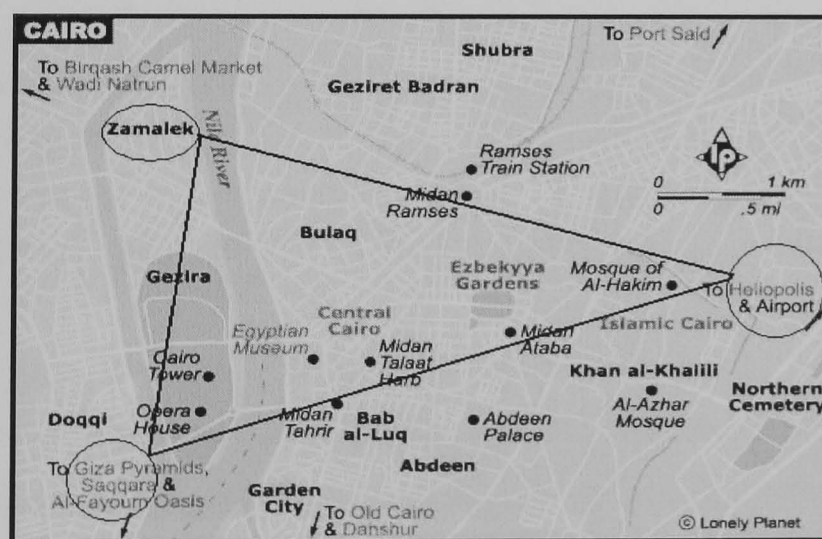 CAIRO
Shubra
To Port Said
To Birqash Camel Market
& Wadi Natrun
Geziret Badran
Zamalek
Nile River
Ramses
Train Station
lp
0 1 km
0 .5 mi
Midan
Ramses
Bulaq
Gezira
Ezbekyya
Gardens
Mosque of
Al-Hakim
To Heliopolis
& Airport
Central
Cairo
Islamic Cairo
Egyptian
Museum
Midan
Talaat
Harb
Midan
Ataba
Cairo
Tower
Khan al-Khalili
Northern
Cemetery
Doqqi
Opera
House
Midan
Tahrir
Bab
al-Luq
Abdeen
Palace
Al-Azhar
Mosque
To Giza Pyramids,
Saqqara &
Al-Fayoum Oasis
Abdeen
Garden
City
To Old Cairo
& Danshur
© Lonely Planet